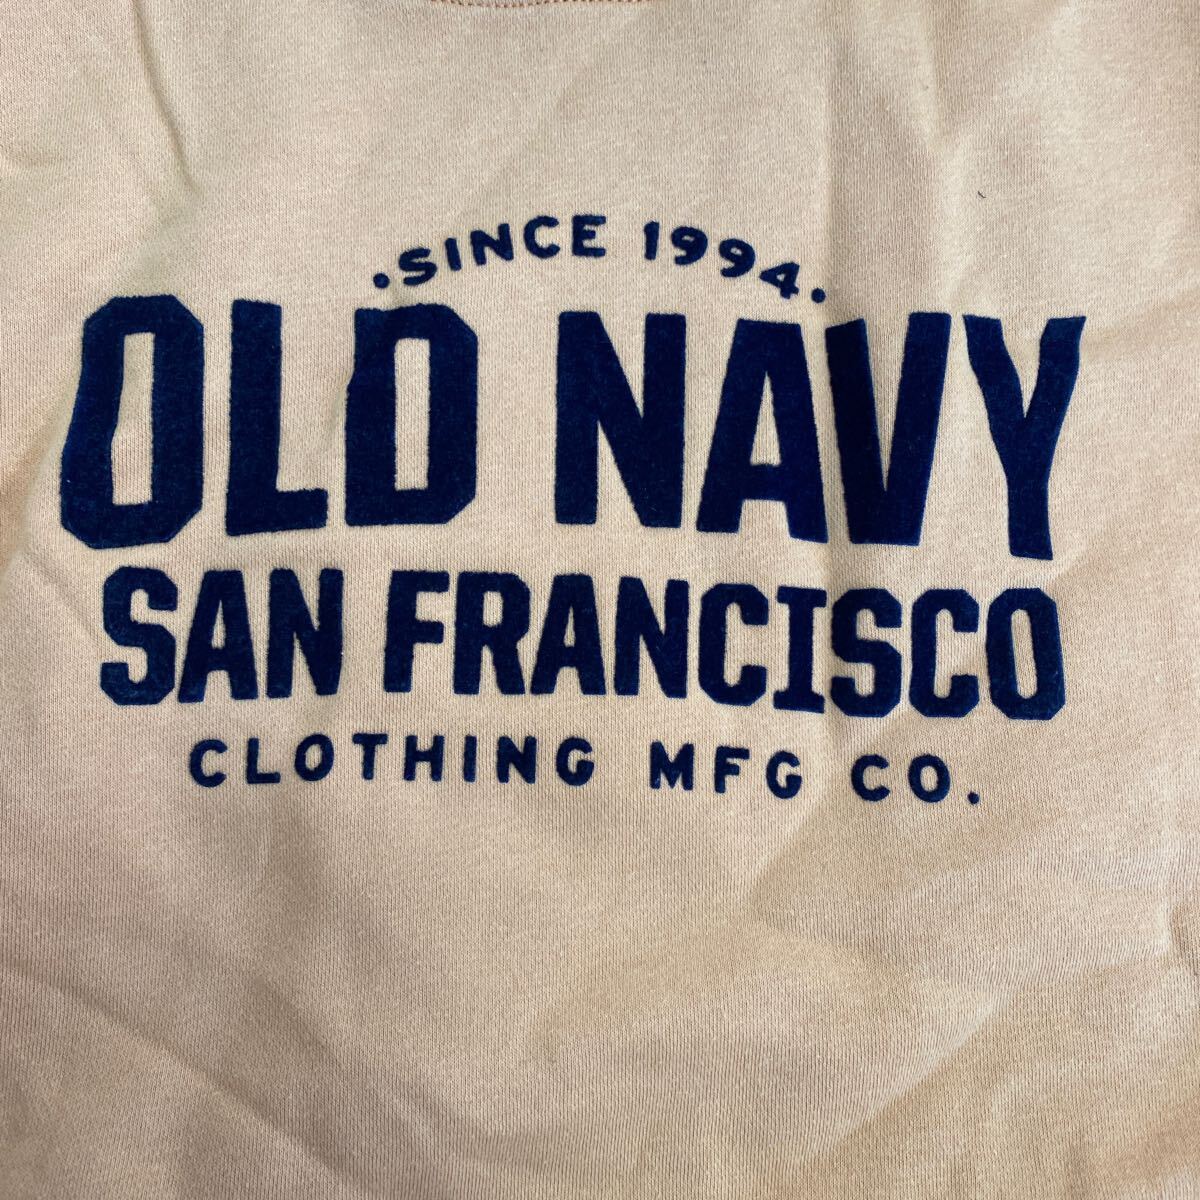 ·SINCE 1994·
OLD NAVY
SAN FRANCISCO
CLOTHING MFG CO.